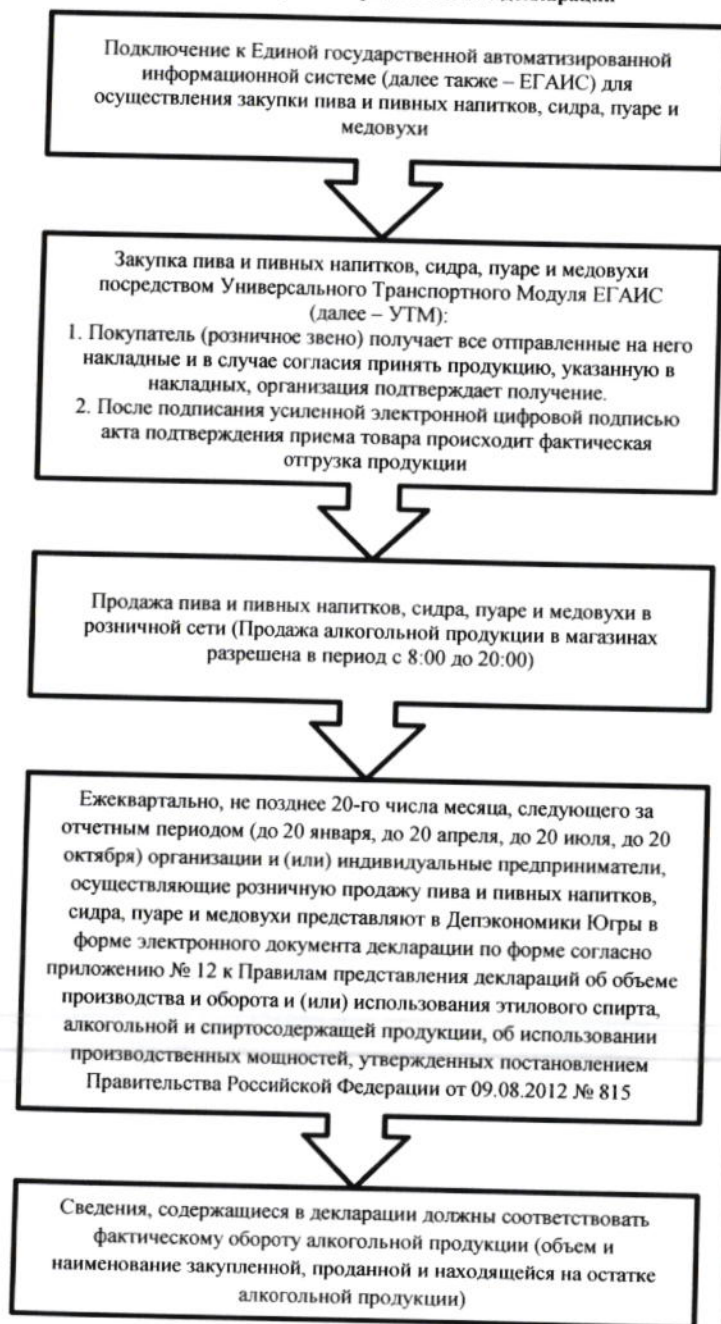 декларации
Подключение к Единой государственной автоматизированной
информационной системе (далее также – ЕГАИС) для
осуществления закупки пива и пивных напитков, сидра, пуаре и
медовухи
Закупка пива и пивных напитков, сидра, пуаре и медовухи
посредством Универсального Транспортного Модуля ЕГАИС
(далее – УТМ):
1. Покупатель (розничное звено) получает все отправленные на него
накладные и в случае согласия принять продукцию, указанную в
накладных, организация подтверждает получение.
2. После подписания усиленной электронной цифровой подписью
акта подтверждения приема товара происходит фактическая
отгрузка продукции
Продажа пива и пивных напитков, сидра, пуаре и медовухи в
розничной сети (Продажа алкогольной продукции в магазинах
разрешена в период с 8:00 до 20:00)
Ежеквартально, не позднее 20-го числа месяца, следующего за
отчетным периодом (до 20 января, до 20 апреля, до 20 июля, до 20
октября) организации и (или) индивидуальные предприниматели,
осуществляющие розничную продажу пива и пивных напитков,
сидра, пуаре и медовухи представляют в Депэкономики Югры в
форме электронного документа декларации по форме согласно
приложению № 12 к Правилам представления деклараций об объеме
производства и оборота и (или) использования этилового спирта,
алкогольной и спиртосодержащей продукции, об использовании
производственных мощностей, утвержденных постановлением
Правительства Российской Федерации от 09.08.2012 № 815
Сведения, содержащиеся в декларации должны соответствовать
фактическому обороту алкогольной продукции (объем и
наименование закупленной, проданной и находящейся на остатке
алкогольной продукции)